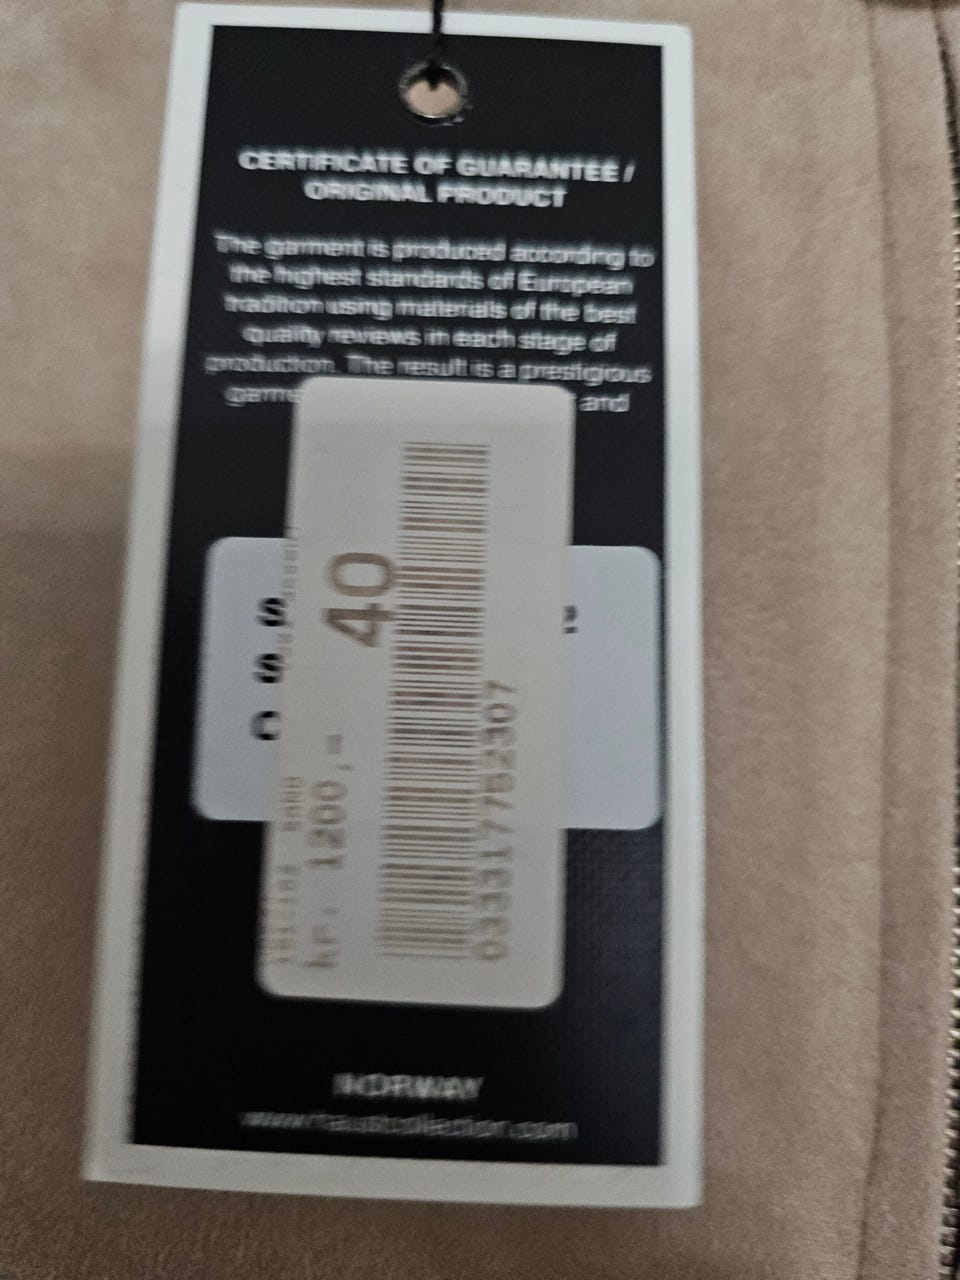 CERTIFICATE OF GUARANTEE /
ORIGINAL PRODUCT
The garment is produced according to
the highest standards of European
tradition using materials of the best
quality reviews in each stage of
production. The result is a prestigious
garme
and
S
S
C
40
kr. 1200,=
033317752307
NORWAY